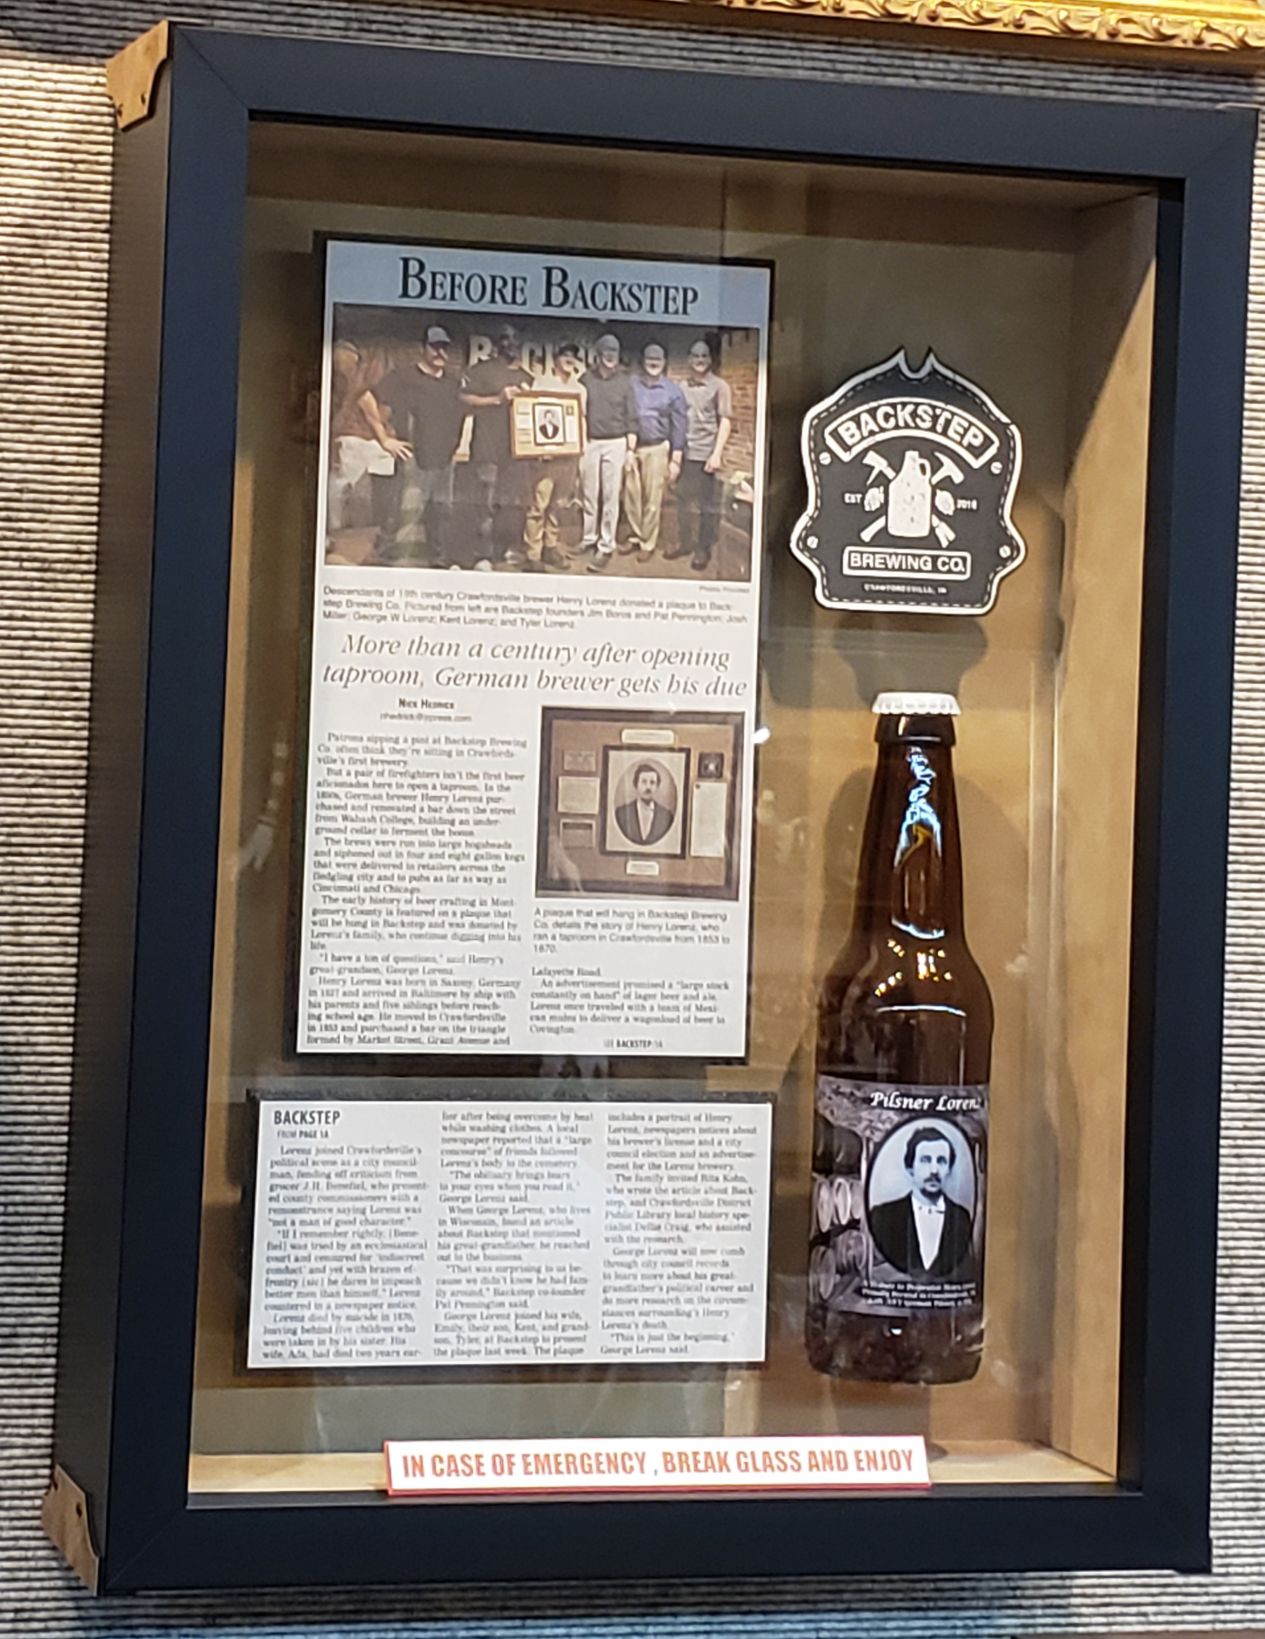 BEFORE BACKSTEP
Descendants of 19th century Crawfordsville brewer Henry Lorenz donated a plaque to Back-
step Brewing Co. Pictured from left are Backstep founders Jim Boros and Pat Pennington; Josh
Miller; George W Lorenz; Kent Lorenz; and Tyler Lorenz.
More than a century after opening
taproom, German brewer gets his due
NICK HEDRICK
Patrons sipping a pint at Backstep Brewing
Co. often think they're sitting in Crawfords-
ville's first brewery.
But a pair of firefighters isn't the first beer
aficionados here to open a taproom. In the
1850s, German brewer Henry Lorenz pur-
chased and renovated a bar down the street
from Wabash College, building an under-
ground cellar to ferment the booze.
The brews were run into large hogsheads
and siphoned out in four and eight gallon kegs
that were delivered to retailers across the
fledgling city and to pubs as far as way as
Cincinnati and Chicago.
The early history of beer crafting in Mont-
gomery County is featured on a plaque that
will be hung in Backstep and was donated by
Lorenz's family, who continue digging into his
life.
"I have a ton of questions," said Henry's
great-grandson, George Lorenz.
Henry Lorenz was born in Saxony, Germany
in 1827 and arrived in Baltimore by ship with
his parents and five siblings before reach-
ing school age. He moved to Crawfordsville
in 1853 and purchased a bar on the triangle
formed by Market Street, Grant Avenue and
A plaque that will hang in Backstep Brewing
Co. details the story of Henry Lorenz, who
ran a taproom in Crawfordsville from 1853 to
1870.
Lafayette Road.
An advertisement promised a "large stock
constantly on hand" of lager beer and ale.
Lorenz once traveled with a team of Mexi-
can mules to deliver a wagonload of beer to
Covington.
SEE BACKSTEP 5A
BACKSTEP
FROM PAGE 1A
Lorenz joined Crawfordsville's
political scene as a city council-
man, fending off criticism from
grocer J.H. Benefiel, who present-
ed county commissioners with a
remonstrance saying Lorenz was
"not a man of good character."
"If I remember rightly, [Bene-
fiel] was tried by an ecclesiastical
court and censured for 'indiscreet
conduct' and yet with brazen ef-
frontry [sic] he dares to impeach
better men than himself," Lorenz
countered in a newspaper notice.
Lorenz died by suicide in 1870,
leaving behind five children who
were taken in by his sister. His
wife, Ada, had died two years ear-
lier after being overcome by heat
while washing clothes. A local
newspaper reported that a "large
concourse" of friends followed
Lorenz's body to the cemetery.
"The obituary brings tears
to your eyes when you read it,"
George Lorenz said.
When George Lorenz, who lives
in Wisconsin, found an article
about Backstep that mentioned
his great-grandfather, he reached
out to the business.
"That was surprising to us be-
cause we didn't know he had fam-
ily around," Backstep co-founder
Pat Pennington said.
George Lorenz joined his wife,
Emily, their son, Kent, and grand-
son, Tyler, at Backstep to present
the plaque last week. The plaque
includes a portrait of Henry
Lorenz, newspapers notices about
his brewer's license and a city
council election and an advertise-
ment for the Lorenz brewery.
The family invited Rita Kohn,
who wrote the article about Back-
step, and Crawfordsville District
Public Library local history spe-
cialist Dellie Craig, who assisted
with the research.
George Lorenz will now comb
through city council records
to learn more about his great-
grandfather's political career and
do more research on the circum-
stances surrounding's Henry
Lorenz's death.
"This is just the beginning,"
George Lorenz said.
BACKSTEP
EST 2016
BREWING CO.
CRAWFORDSVILLE, IN
Pilsner Lorenz
IN CASE OF EMERGENCY , BREAK GLASS AND ENJOY